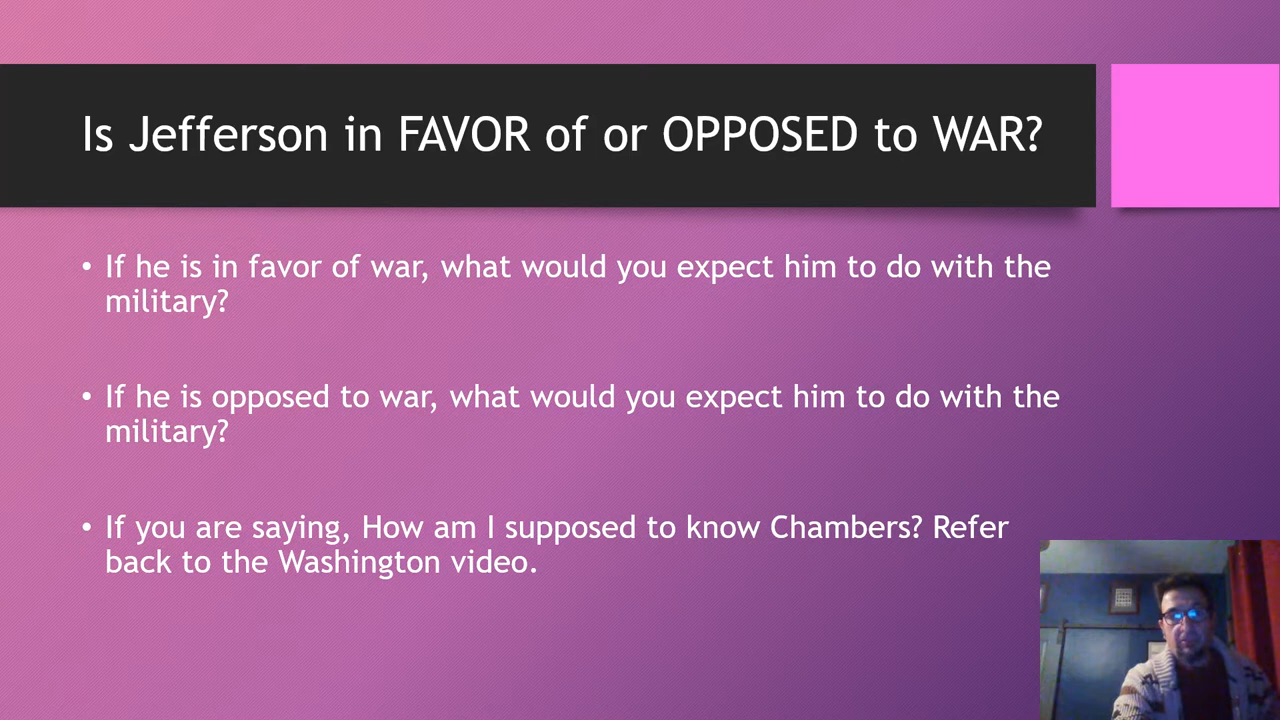 Is Jefferson in FAVOR of or OPPOSED to WAR?
• If he is in favor of war, what would you expect him to do with the
military?
• If he is opposed to war, what would you expect him to do with the
military?
• If you are saying, How am I supposed to know Chambers? Refer
back to the Washington video.